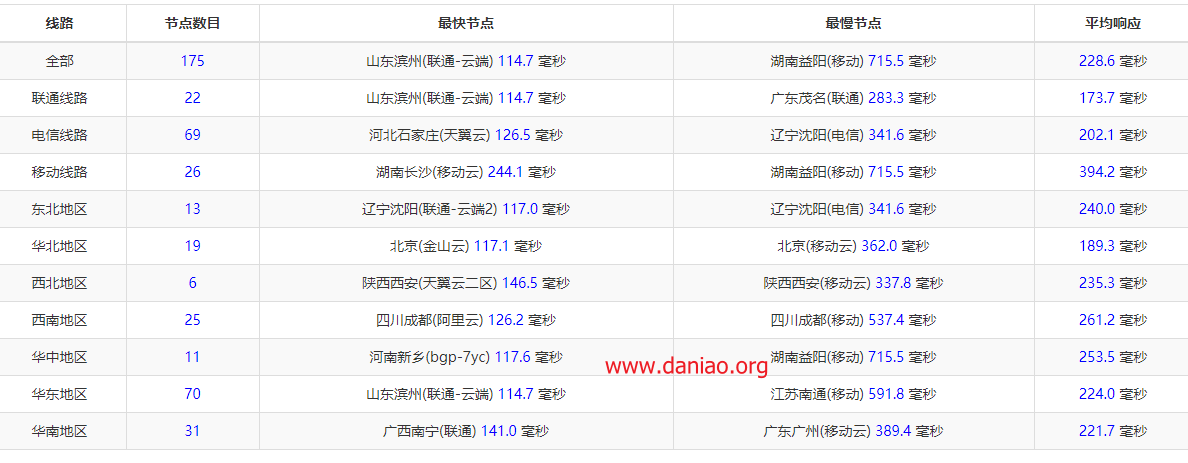 线路 节点数目 最快节点 最慢节点 平均响应
全部 175 山东滨州(联通-云端) 114.7 毫秒 湖南益阳(移动) 715.5 毫秒 228.6 毫秒
联通线路 22 山东滨州(联通-云端) 114.7 毫秒 广东茂名(联通) 283.3 毫秒 173.7 毫秒
电信线路 69 河北石家庄(天翼云) 126.5 毫秒 辽宁沈阳(电信) 341.6 毫秒 202.1 毫秒
移动线路 26 湖南长沙(移动云) 244.1 毫秒 湖南益阳(移动) 715.5 毫秒 394.2 毫秒
东北地区 13 辽宁沈阳(联通-云端2) 117.0 毫秒 辽宁沈阳(电信) 341.6 毫秒 240.0 毫秒
华北地区 19 北京(金山云) 117.1 毫秒 北京(移动云) 362.0 毫秒 189.3 毫秒
西北地区 6 陕西西安(天翼云二区) 146.5 毫秒 陕西西安(移动云) 337.8 毫秒 235.3 毫秒
西南地区 25 四川成都(阿里云) 126.2 毫秒 四川成都(移动) 537.4 毫秒 261.2 毫秒
华中地区 11 河南新乡(bgp-7yc) 117.6 毫秒 湖南益阳(移动) 715.5 毫秒 253.5 毫秒
www.daniao.org
华东地区 70 山东滨州(联通-云端) 114.7 毫秒 江苏南通(移动) 591.8 毫秒 224.0 毫秒
华南地区 31 广西南宁(联通) 141.0 毫秒 广东广州(移动云) 389.4 毫秒 221.7 毫秒